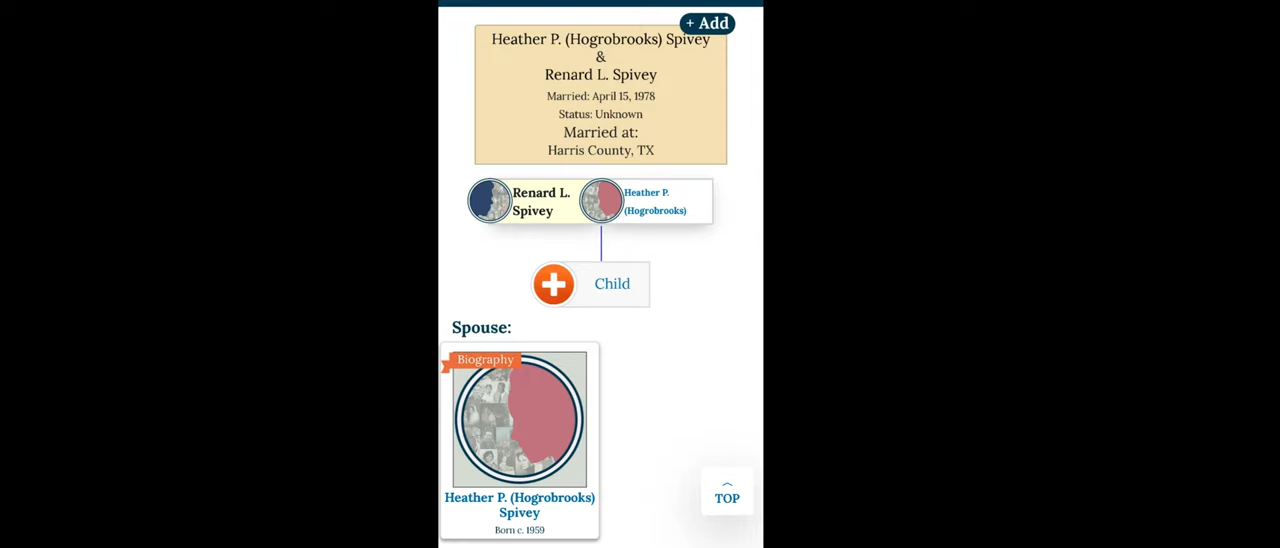 + Add
Heather P. (Hogrobrooks) Spivey
&
Renard L. Spivey
Married: April 15, 1978
Status: Unknown
Married at:
Harris County, TX
Renard L.
Spivey
Heather P.
(Hogrobrooks)
Child
Spouse:
Biography
Heather P. (Hogrobrooks)
Spivey
Born c. 1959
TOP